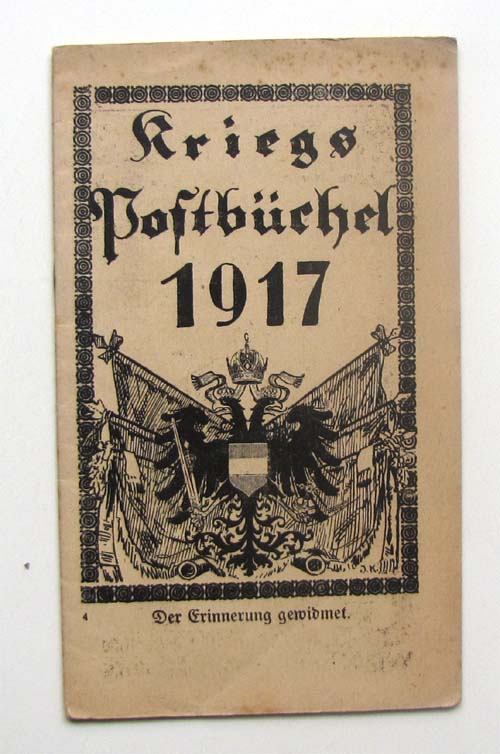 Kriegs
Postbüchel
1917
J.K.
4
Der Erinnerung gewidmet.